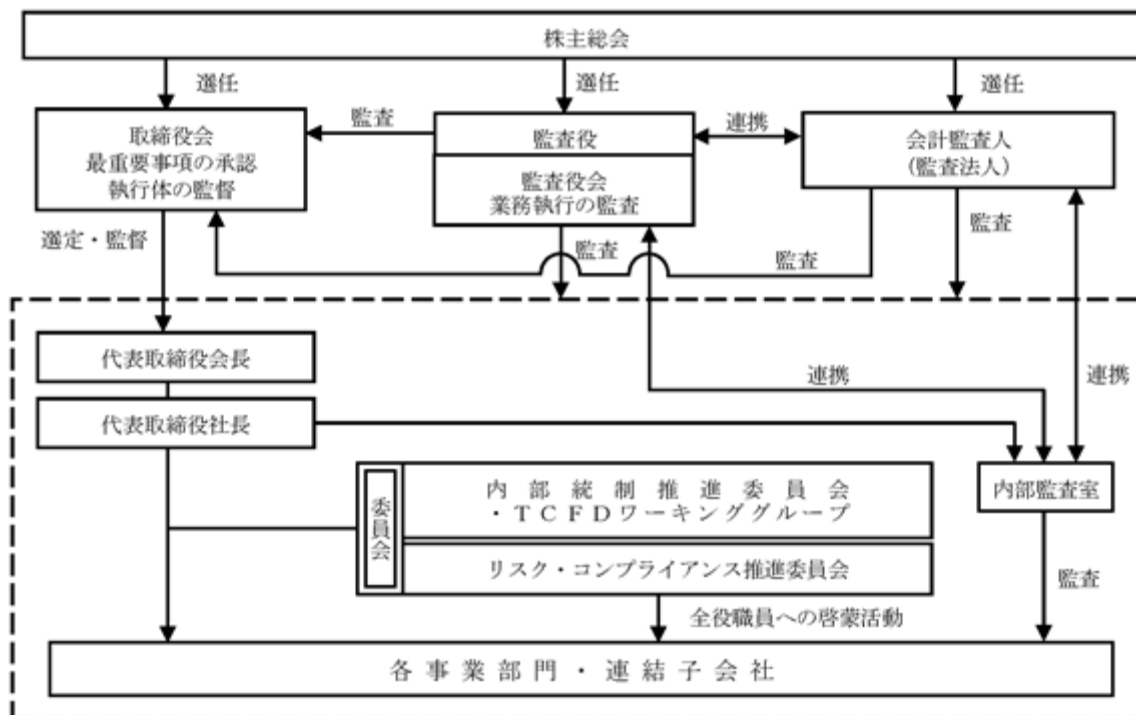 株主総会
選任
選任
選任
取締役会
最重要事項の承認
執行体の監督
監査
監査役
監査役会
業務執行の監査
連携
会計監査人
(監査法人)
選定・監督
監査
監査
監査
代表取締役会長
代表取締役社長
連携
連携
委員会
内部統制推進委員会
・TCFDワーキンググループ
リスク・コンプライアンス推進委員会
内部監査室
監査
全役職員への啓蒙活動
各事業部門・連結子会社